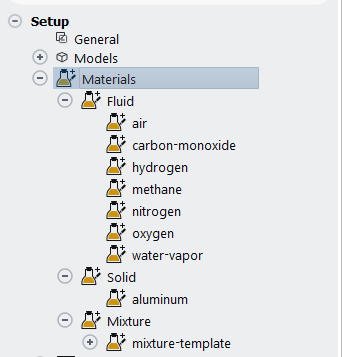 Setup
General
Models
Materials
Fluid
air
carbon-monoxide
hydrogen
methane
nitrogen
oxygen
water-vapor
Solid
aluminum
Mixture
mixture-template